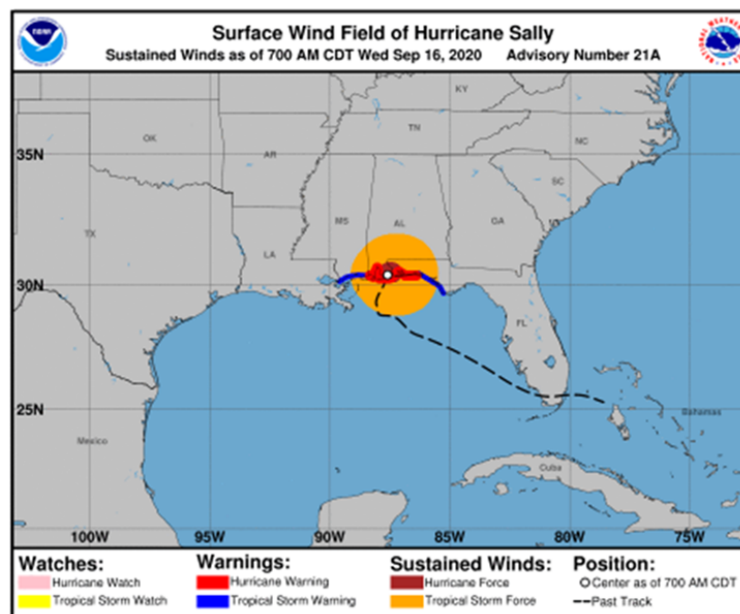 Surface Wind Field of Hurricane Sally
Sustained Winds as of 700 AM CDT Wed Sep 16, 2020 Advisory Number 21A
KY
OK
TN
NC
35N
AR
SC
MS
AL
GA
TX
LA
30N
FL
25N
Bahamas
Mexico
Cuba
100W
95W
90W
85W
80W
75W
Watches:
Hurricane Watch
Tropical Storm Watch
Warnings:
Hurricane Warning
Tropical Storm Warning
Sustained Winds:
Hurricane Force
Tropical Storm Force
Position:
Center as of 700 AM CDT
Past Track